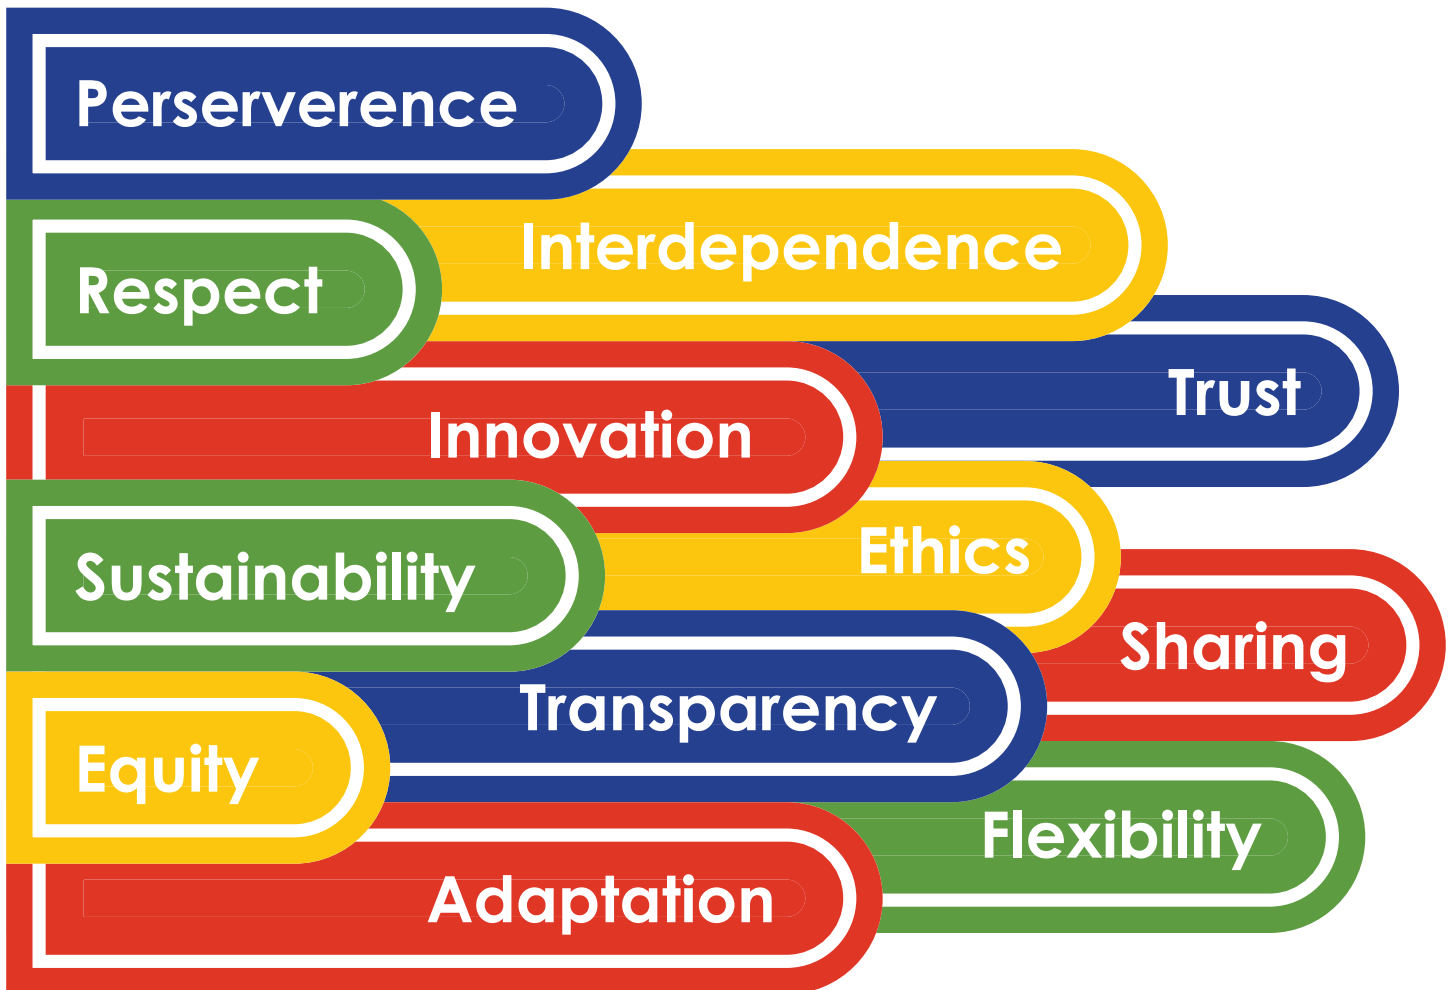 Perserverence
Interdependence
Respect
Trust
Innovation
Ethics
Sustainability
Sharing
Transparency
Equity
Flexibility
Adaptation